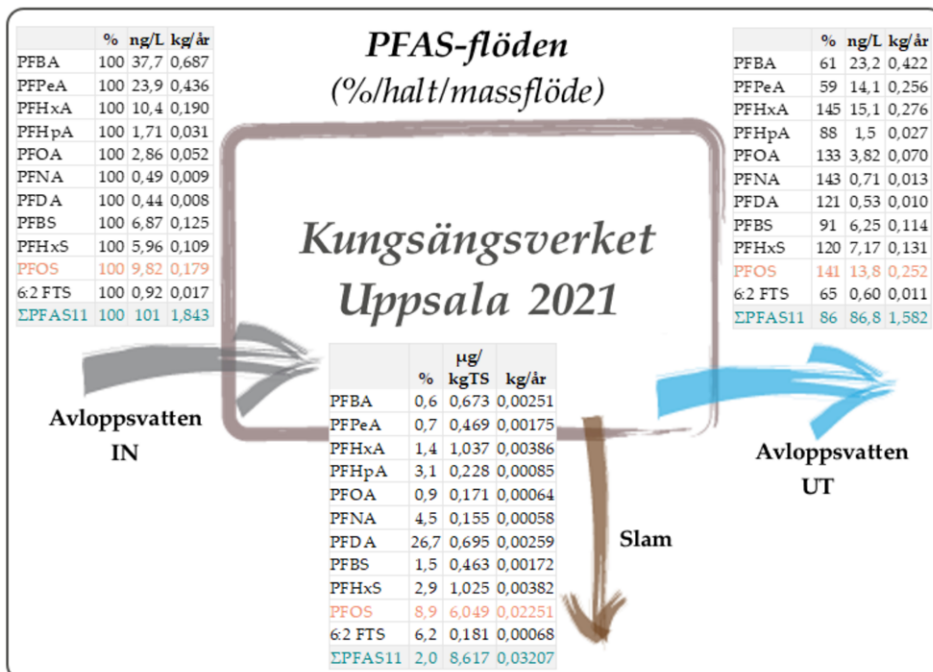 PFAS-flöden
(%/halt/massflöde)
% ng/L kg/år
PFBA 100 37,7 0,687
PFPeA 100 23,9 0,436
PFHxA 100 10,4 0,190
PFHpA 100 1,71 0,031
PFOA 100 2,86 0,052
PFNA 100 0,49 0,009
PFDA 100 0,44 0,008
PFBS 100 6,87 0,125
PFHxS 100 5,96 0,109
PFOS 100 9,82 0,179
6:2 FTS 100 0,92 0,017
ΣPFAS11 100 101 1,843
% ng/L kg/år
PFBA 61 23,2 0,422
PFPeA 59 14,1 0,256
PFHxA 145 15,1 0,276
PFHpA 88 1,5 0,027
PFOA 133 3,82 0,070
PFNA 143 0,71 0,013
PFDA 121 0,53 0,010
PFBS 91 6,25 0,114
PFHxS 120 7,17 0,131
PFOS 141 13,8 0,252
6:2 FTS 65 0,60 0,011
ΣPFAS11 86 86,8 1,582
Kungsängsverket
Uppsala 2021
Avloppsvatten
IN
µg/
% kgTS kg/år
PFBA 0,6 0,673 0,00251
PFPeA 0,7 0,469 0,00175
PFHxA 1,4 1,037 0,00386
PFHpA 3,1 0,228 0,00085
PFOA 0,9 0,171 0,00064
PFNA 4,5 0,155 0,00058
PFDA 26,7 0,695 0,00259
PFBS 1,5 0,463 0,00172
PFHxS 2,9 1,025 0,00382
PFOS 8,9 6,049 0,02251
6:2 FTS 6,2 0,181 0,00068
ΣPFAS11 2,0 8,617 0,03207
Slam
Avloppsvatten
UT